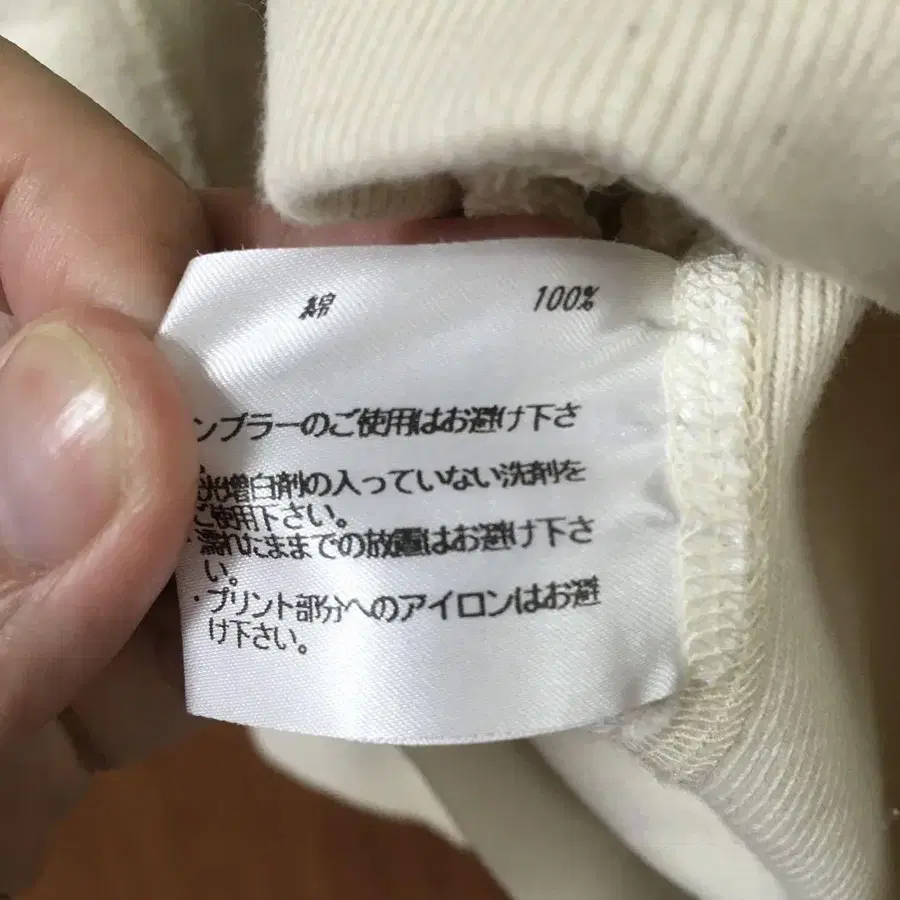 綿 100%
ンブラーのご使用はお避け下さ
光増白剤の入っていない洗剤を
ご使用下さい。
・濡れたままでの放置はお避け下さ
い。
・プリント部分へのアイロンはお避
け下さい。